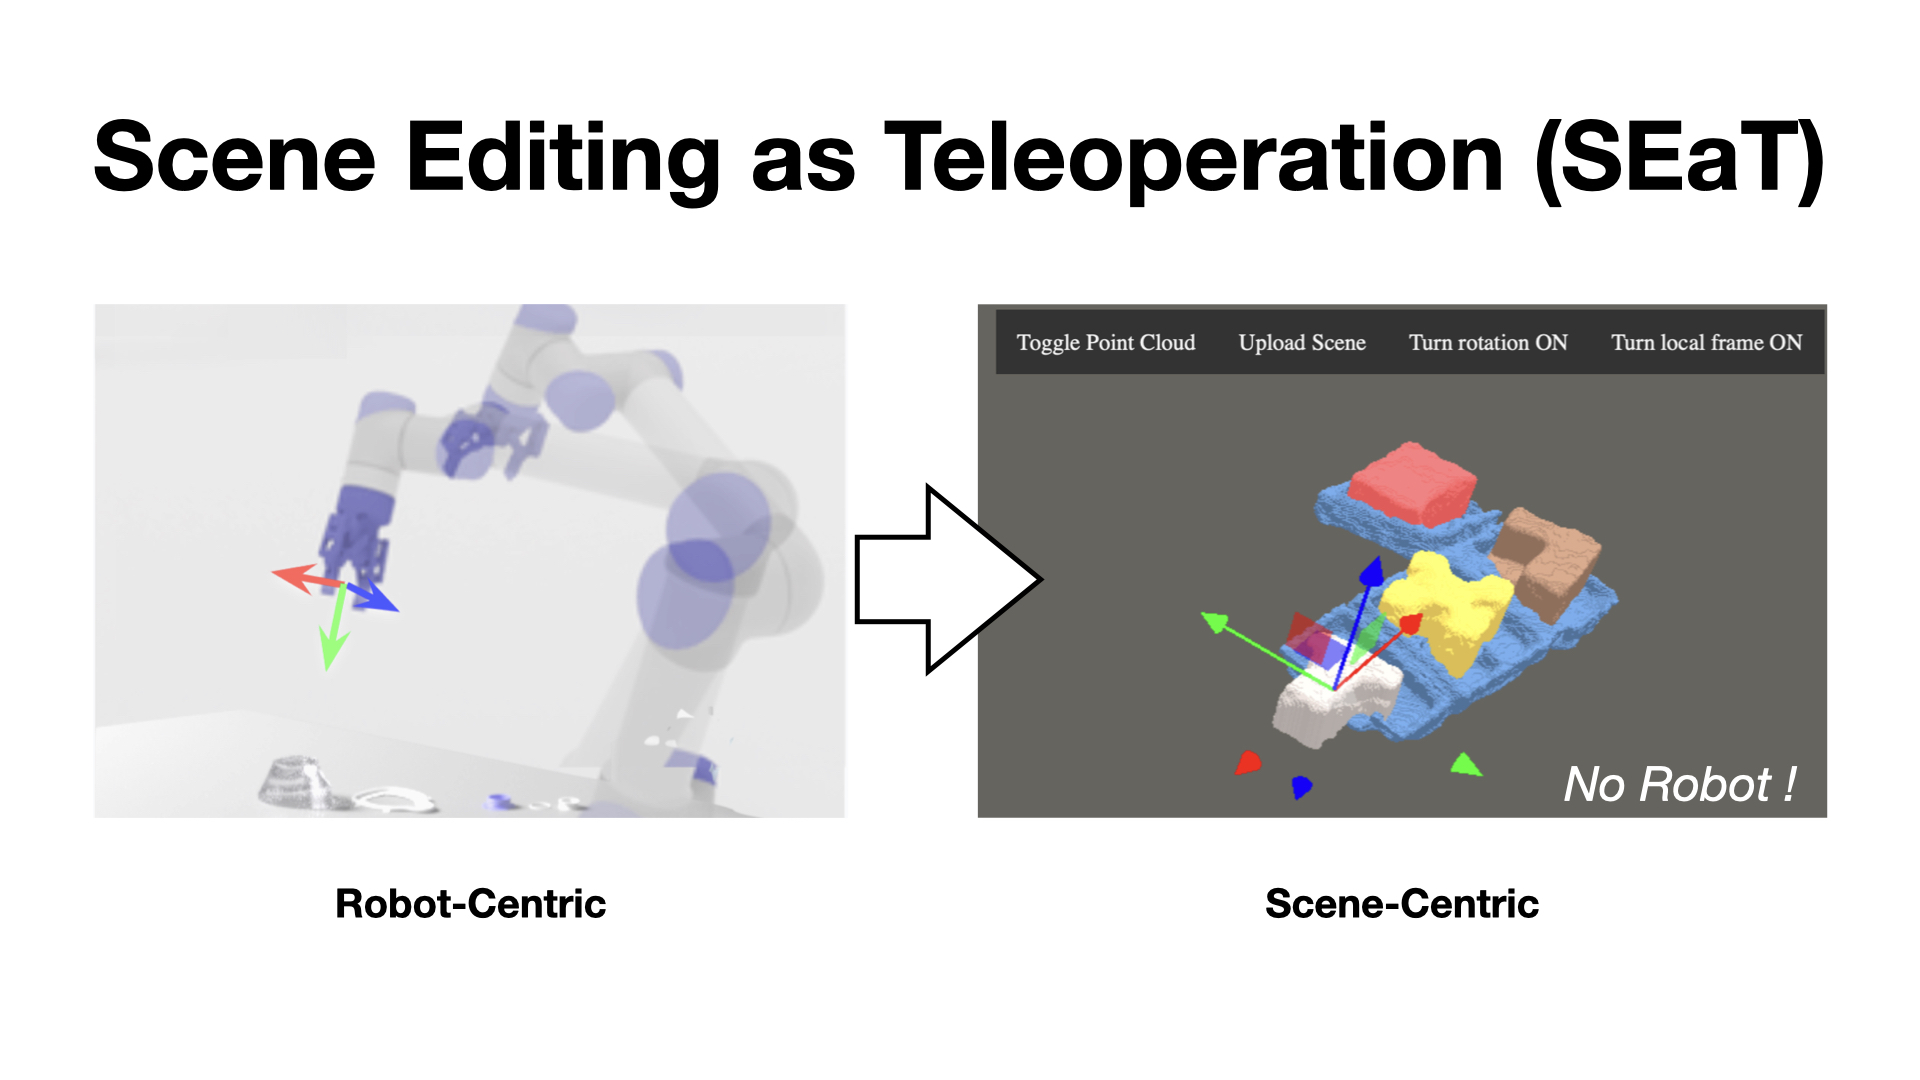 Scene Editing as Teleoperation (SEaT)
Toggle Point Cloud Upload Scene Turn rotation ON Turn local frame ON
No Robot !
Robot-Centric
Scene-Centric